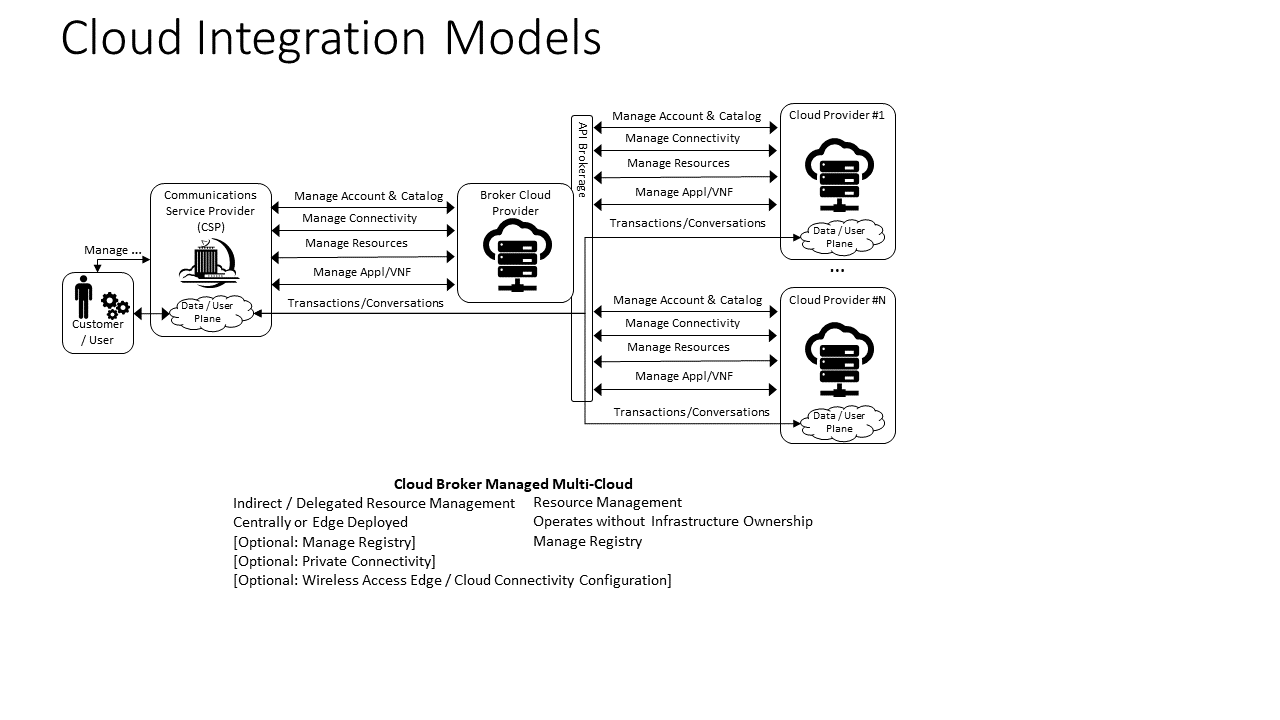 Cloud Integration Models
Manage ...
Customer
/ User
Communications
Service Provider
(CSP)
Data / User
Plane
Manage Account & Catalog
Manage Connectivity
Manage Resources
Manage Appl/VNF
Transactions/Conversations
Broker Cloud
Provider
API Brokerage
Manage Account & Catalog
Manage Connectivity
Manage Resources
Manage Appl/VNF
Transactions/Conversations
Cloud Provider #1
Data / User
Plane
...
Manage Account & Catalog
Manage Connectivity
Manage Resources
Manage Appl/VNF
Transactions/Conversations
Cloud Provider #N
Data / User
Plane
Cloud Broker Managed Multi-Cloud
Indirect / Delegated Resource Management
Centrally or Edge Deployed
[Optional: Manage Registry]
[Optional: Private Connectivity]
[Optional: Wireless Access Edge / Cloud Connectivity Configuration]
Resource Management
Operates without Infrastructure Ownership
Manage Registry